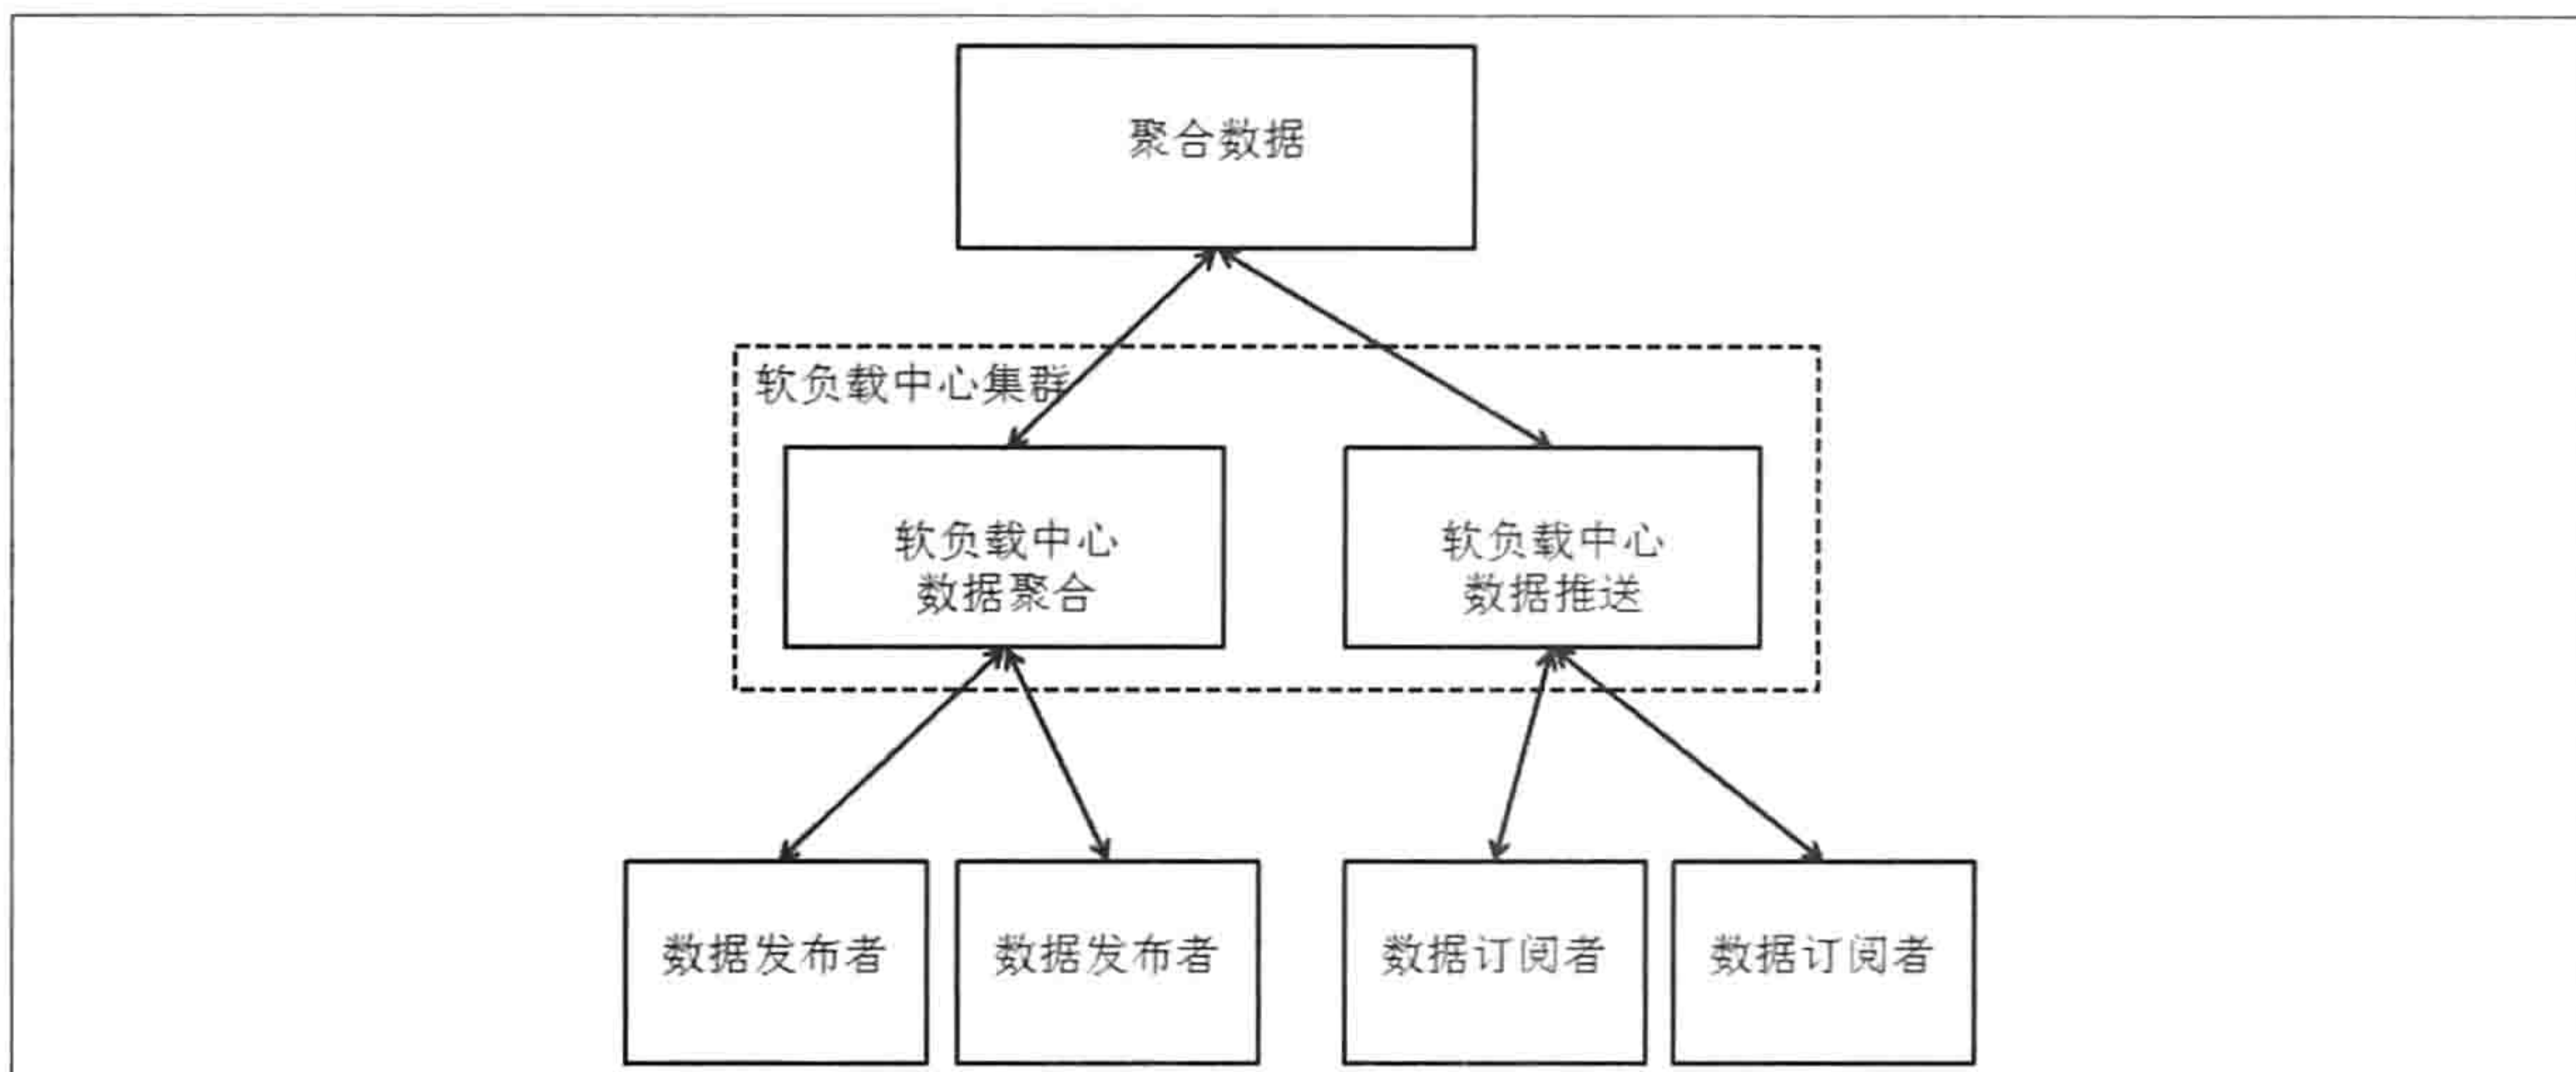 聚合数据
软负载中心集群
软负载中心
数据聚合
软负载中心
数据推送
数据发布者
数据发布者
数据订阅者
数据订阅者